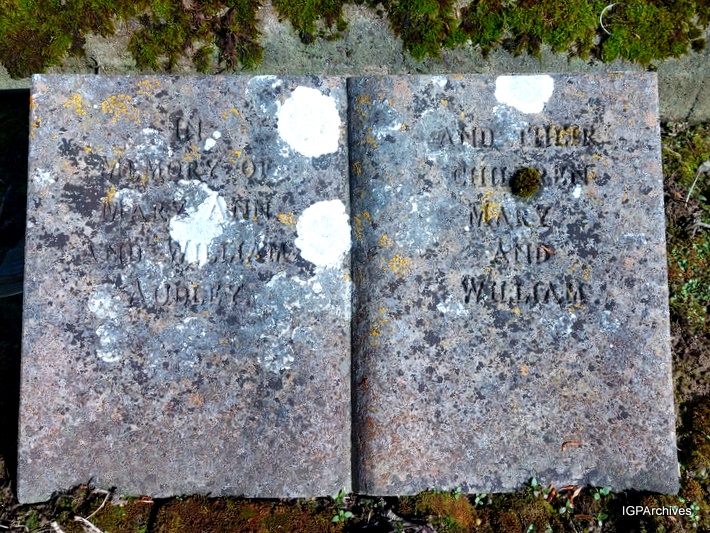 IN
MEMORY OF
MARY ANN
AND WILLIAM
AUDLEY
AND THEIR
CHILDREN
MARY
AND
WILLIAM
IGPArchives